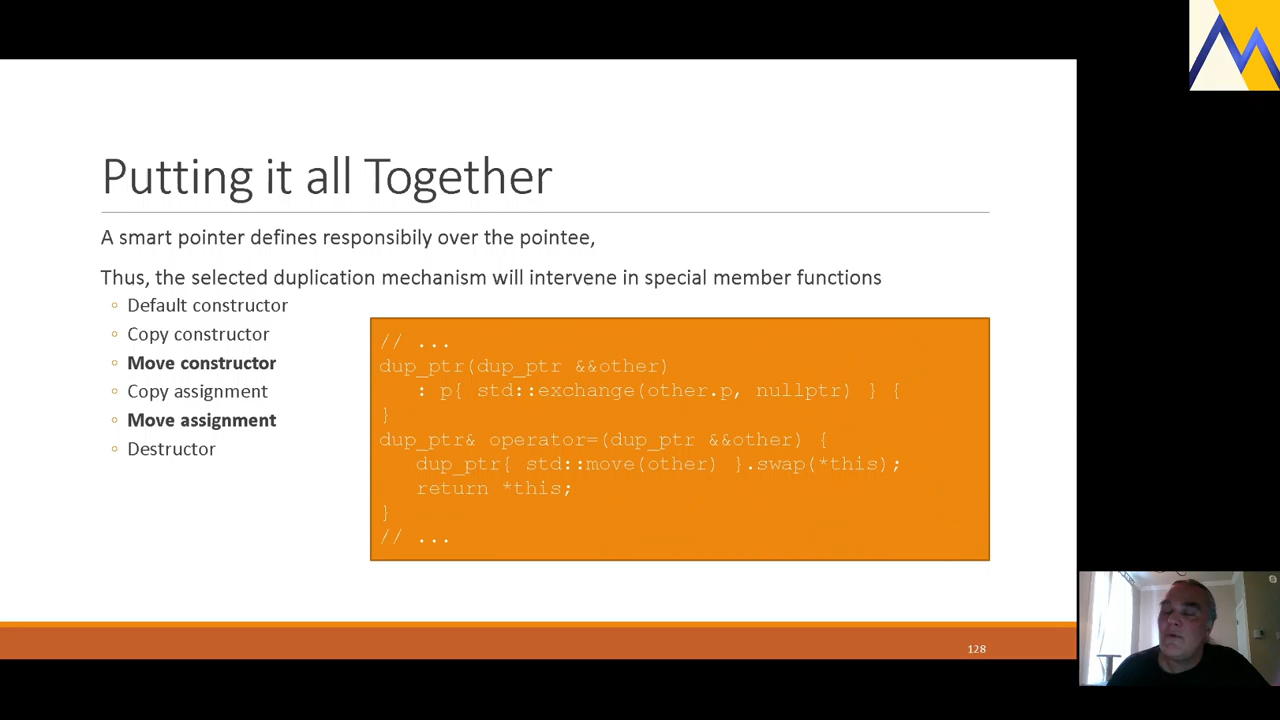 Putting it all Together
A smart pointer defines responsibily over the pointee,
Thus, the selected duplication mechanism will intervene in special member functions
◦ Default constructor
◦ Copy constructor
◦ Move constructor
◦ Copy assignment
◦ Move assignment
◦ Destructor
// ...
dup_ptr(dup_ptr &&other)
: p{ std::exchange(other.p, nullptr) } {
}
dup_ptr& operator=(dup_ptr &&other) {
dup_ptr{ std::move(other) }.swap(*this);
return *this;
}
// ...
128